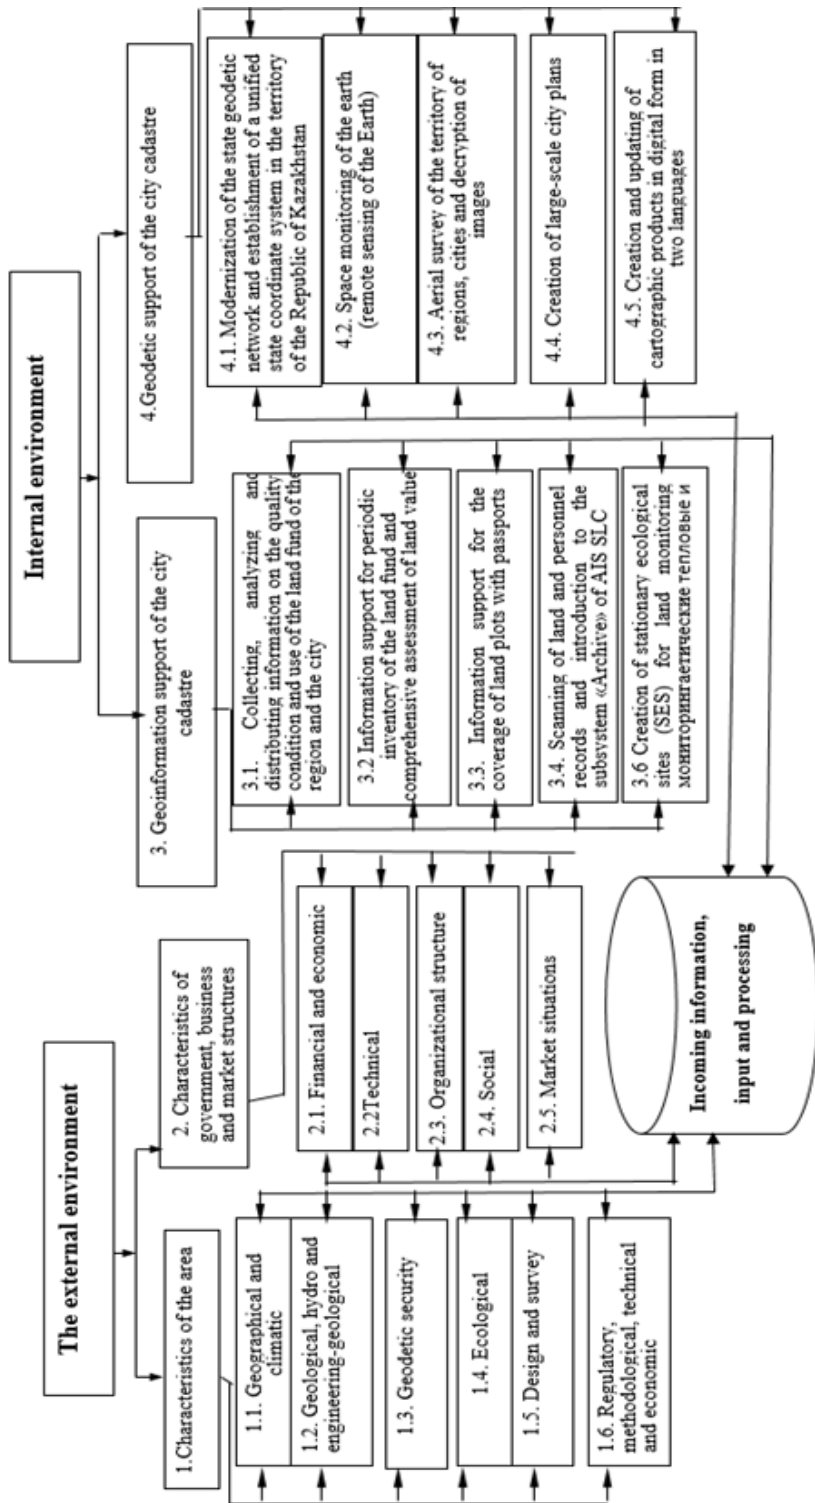 The external environment
Internal environment
1.Characteristics of the area
2. Characteristics of
government, business
and market structures
3. Geoinformation support of the city
cadastre
4.Geodetic support of the city cadastre
1.1. Geographical and
climatic
1.2. Geological, hydro and
engineering-geological
1.3. Geodetic security
1.4. Ecological
1.5. Design and survey
1.6. Regulatory,
methodological, technical
and economic
2.1. Financial and economic
2.2Technical
2.3. Organizational structure
2.4. Social
2.5. Market situations
3.1. Collecting, analyzing and
distributing information on the quality
condition and use of the land fund of the
region and the city
3.2 Information support for periodic
inventory of the land fund and
comprehensive assessment of land value
3.3. Information support for the
coverage of land plots with passports
3.4. Scanning of land and personnel
records and introduction to the
subsystem «Archive» of AIS SLC
3.6 Creation of stationary ecological
sites (SES) for land monitoring
мониторингаетические тепловые и
4.1. Modernization of the state geodetic
network and establishment of a unified
state coordinate system in the territory
of the Republic of Kazakhstan
4.2. Space monitoring of the earth
(remote sensing of the Earth)
4.3. Aerial survey of the territory of
regions, cities and decryption of
images
4.4. Creation of large-scale city plans
4.5. Creation and updating of
cartographic products in digital form in
two languages
Incoming information,
input and processing